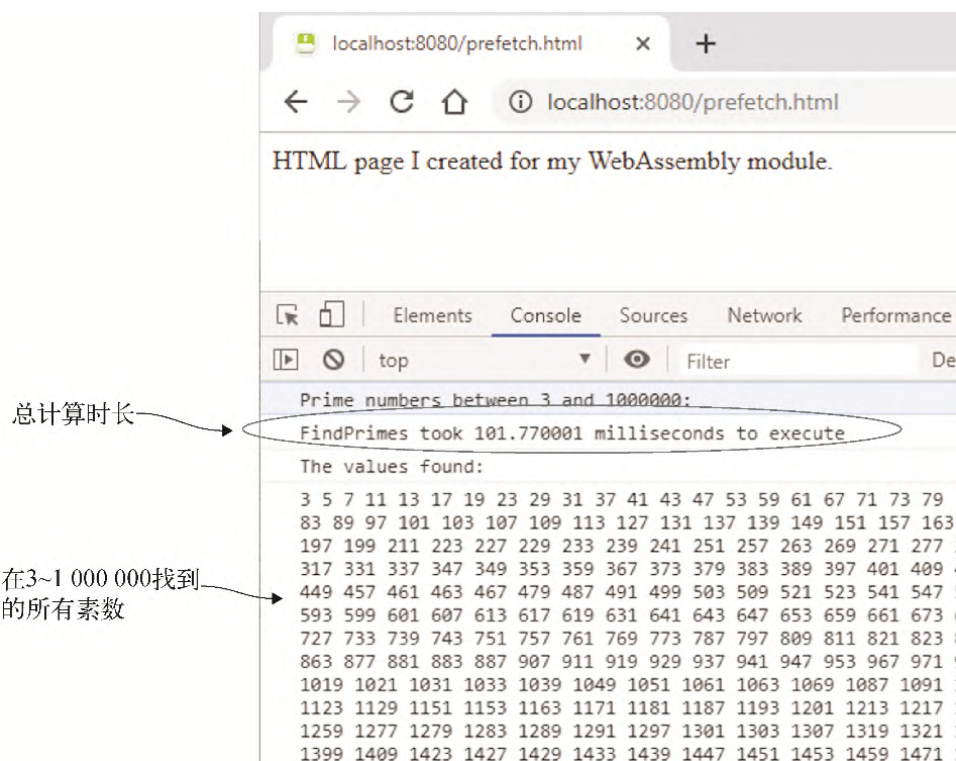 localhost:8080/prefetch.html
localhost:8080/prefetch.html
HTML page I created for my WebAssembly module.
Elements Console Sources Network Performance
top Filter De
Prime numbers between 3 and 1000000:
总计算时长
FindPrimes took 101.770001 milliseconds to execute
The values found:
3 5 7 11 13 17 19 23 29 31 37 41 43 47 53 59 61 67 71 73 79
83 89 97 101 103 107 109 113 127 131 137 139 149 151 157 163
197 199 211 223 227 229 233 239 241 251 257 263 269 271 277
317 331 337 347 349 353 359 367 373 379 383 389 397 401 409
在3~1 000 000找到
的所有素数
449 457 461 463 467 479 487 491 499 503 509 521 523 541 547
593 599 601 607 613 617 619 631 641 643 647 653 659 661 673
727 733 739 743 751 757 761 769 773 787 797 809 811 821 823
863 877 881 883 887 907 911 919 929 937 941 947 953 967 971
1019 1021 1031 1033 1039 1049 1051 1061 1063 1069 1087 1091
1123 1129 1151 1153 1163 1171 1181 1187 1193 1201 1213 1217
1259 1277 1279 1283 1289 1291 1297 1301 1303 1307 1319 1321
1399 1409 1423 1427 1429 1433 1439 1447 1451 1453 1459 1471